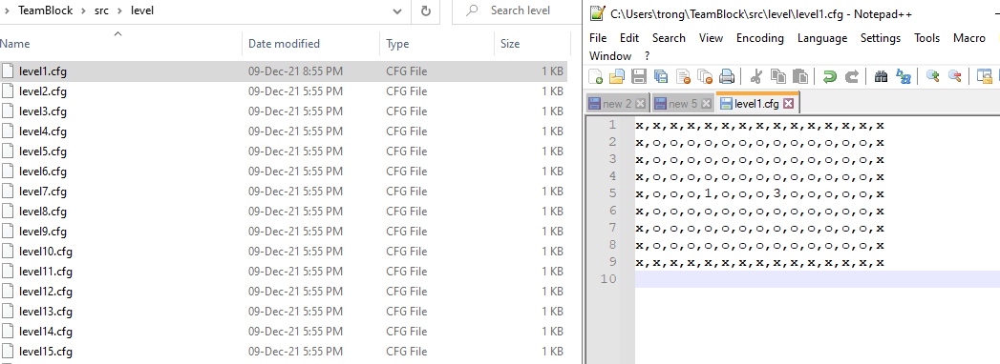 TeamBlock > src > level
Search level
Name Date modified Type Size
level1.cfg 09-Dec-21 8:55 PM CFG File 1 KB
level2.cfg 09-Dec-21 5:55 PM CFG File 1 KB
level3.cfg 09-Dec-21 5:55 PM CFG File 1 KB
level4.cfg 09-Dec-21 5:55 PM CFG File 1 KB
level5.cfg 09-Dec-21 5:55 PM CFG File 1 KB
level6.cfg 09-Dec-21 5:55 PM CFG File 1 KB
level7.cfg 09-Dec-21 5:55 PM CFG File 1 KB
level8.cfg 09-Dec-21 5:55 PM CFG File 1 KB
level9.cfg 09-Dec-21 5:55 PM CFG File 1 KB
level10.cfg 09-Dec-21 5:55 PM CFG File 1 KB
level11.cfg 09-Dec-21 5:55 PM CFG File 1 KB
level12.cfg 09-Dec-21 5:55 PM CFG File 1 KB
level13.cfg 09-Dec-21 5:55 PM CFG File 1 KB
level14.cfg 09-Dec-21 5:55 PM CFG File 1 KB
level15.cfg 09-Dec-21 5:55 PM CFG File 1 KB
C:\Users\trong\TeamBlock\src\level\level1.cfg - Notepad++
File Edit Search View Encoding Language Settings Tools Macro
Window ?
new 2 new 5 level1.cfg
1 x,x,x,x,x,x,x,x,x,x,x,x,x,x,x
2 x,o,o,o,o,o,o,o,o,o,o,o,o,o,x
3 x,o,o,o,o,o,o,o,o,o,o,o,o,o,x
4 x,o,o,o,o,o,o,o,o,o,o,o,o,o,x
5 x,o,o,o,1,o,o,o,3,o,o,o,o,o,x
6 x,o,o,o,o,o,o,o,o,o,o,o,o,o,x
7 x,o,o,o,o,o,o,o,o,o,o,o,o,o,x
8 x,o,o,o,o,o,o,o,o,o,o,o,o,o,x
9 x,x,x,x,x,x,x,x,x,x,x,x,x,x,x
10